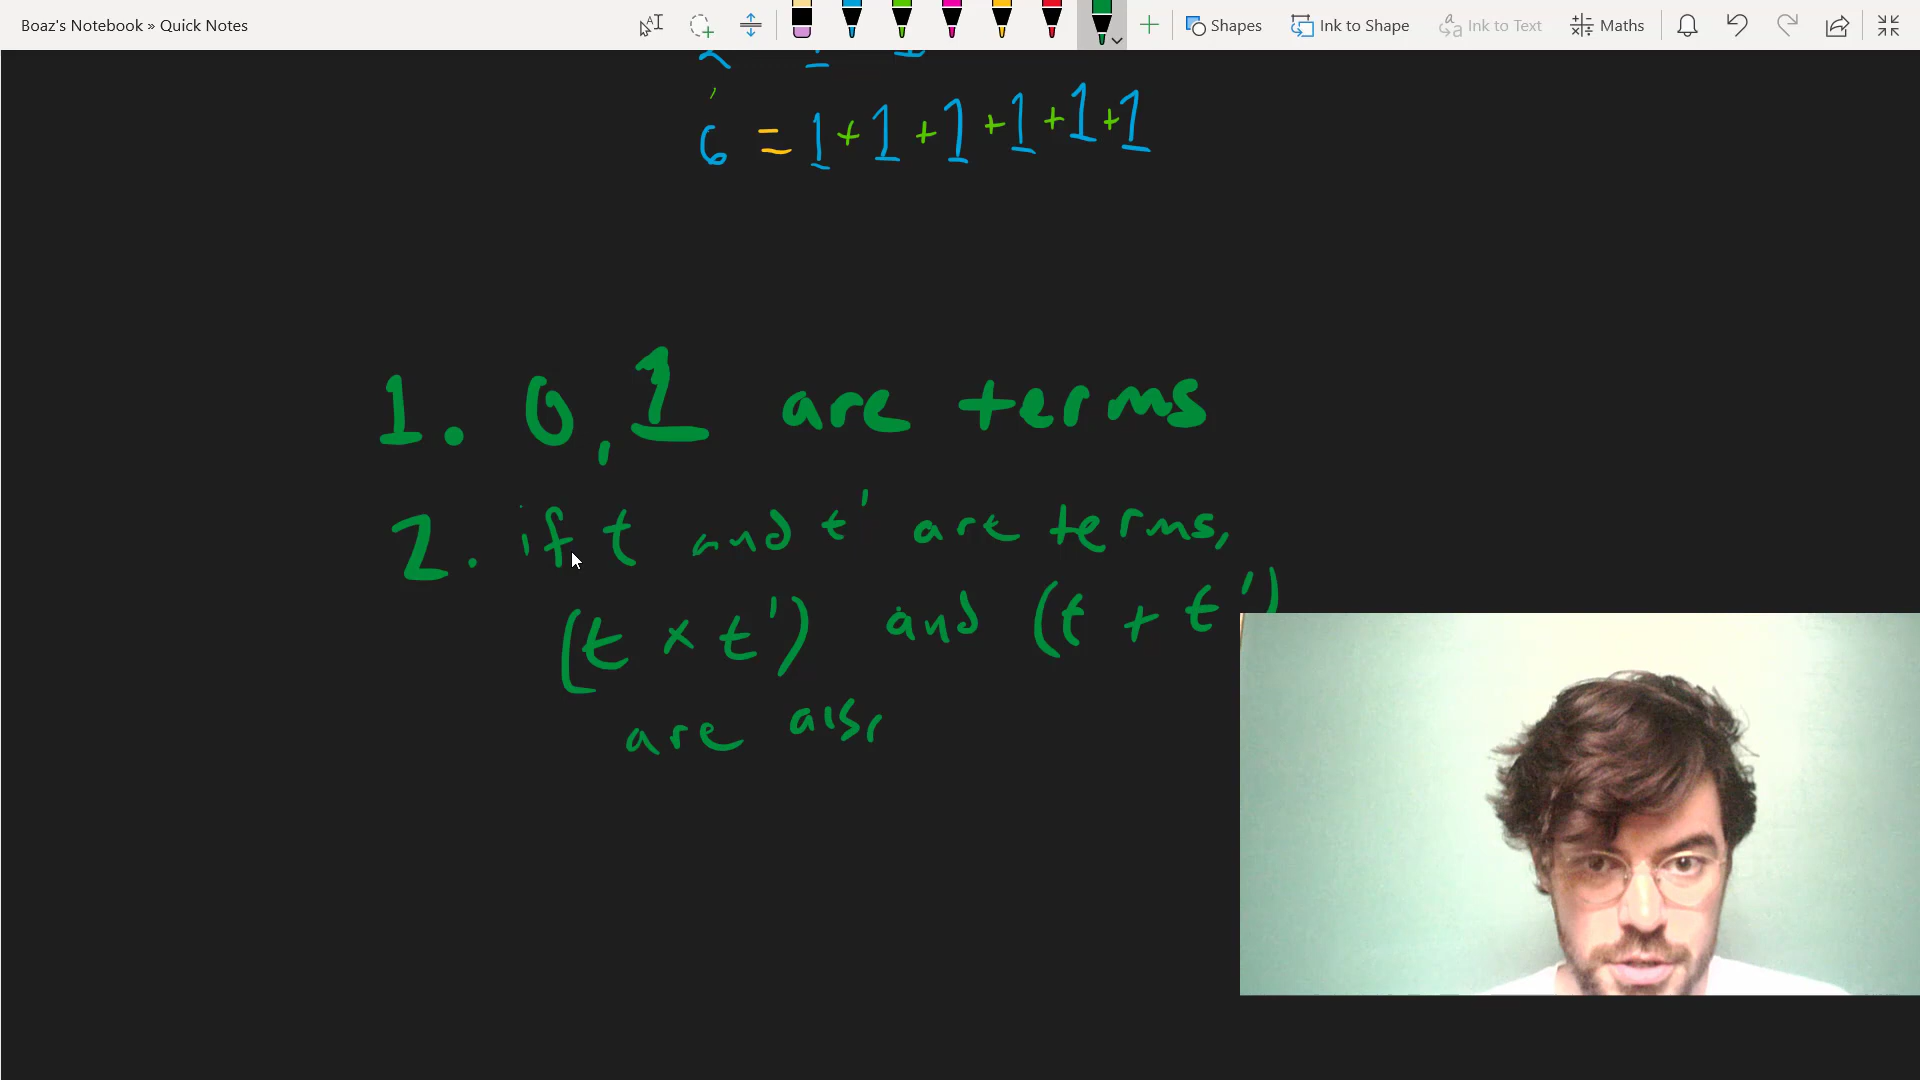 Boaz's Notebook » Quick Notes
Shapes Ink to Shape Ink to Text Maths
6 = 1 + 1 + 1 + 1 + 1 + 1
1. 0, 1 are terms
2. if t and t' are terms,
(t × t') and (t + t')
are also